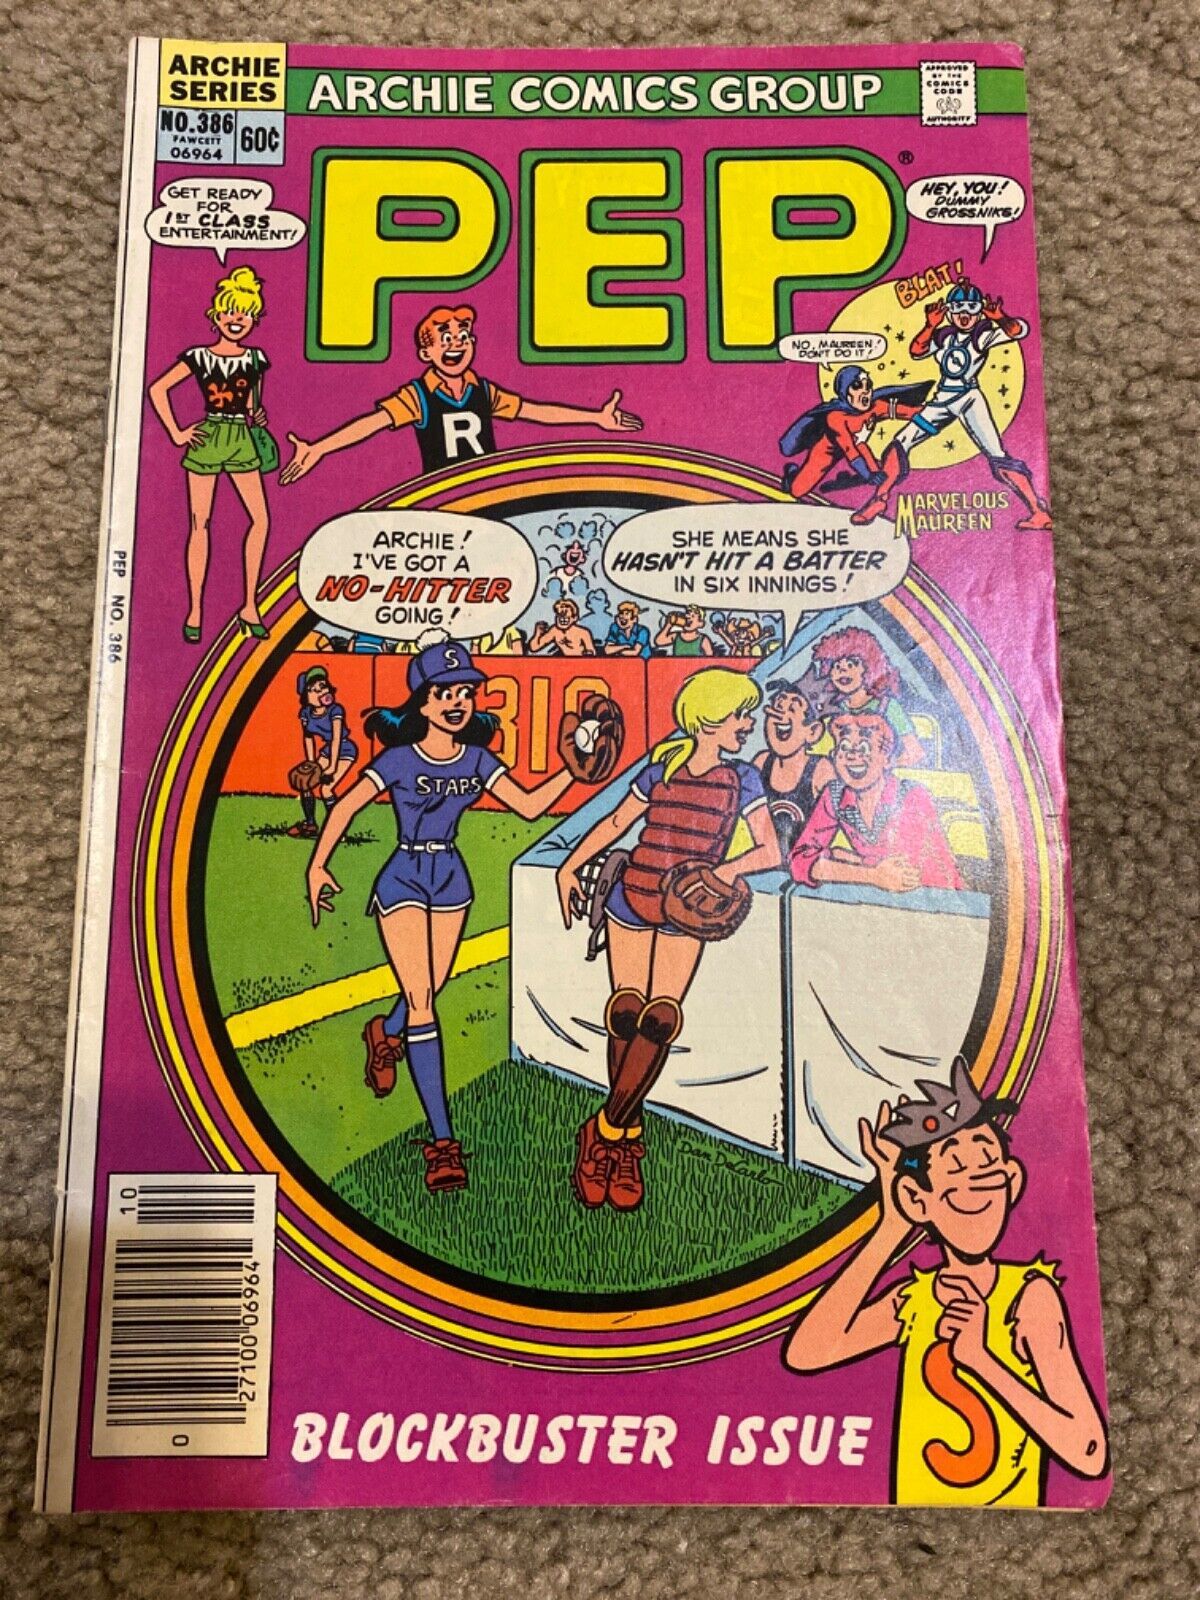 ARCHIE
SERIES
ARCHIE COMICS GROUP
APPROVED
BY THE
COMICS
CODE
AUTHORITY
NO.386
FAWCETT
06964
60¢
PEP®
GET READY
FOR
1ST CLASS
ENTERTAINMENT!
HEY, YOU!
DUMMY
GROSSNIKS!
BLAT!
NO, MAUREEN!
DON'T DO IT!
R
MARVELOUS
MAUREEN
PEP NO. 386
ARCHIE!
I'VE GOT A
NO-HITTER
GOING!
SHE MEANS SHE
HASN'T HIT A BATTER
IN SIX INNINGS!
S
310
STARS
Dan DeCarlo
S
10
27100 06964
0
BLOCKBUSTER ISSUE